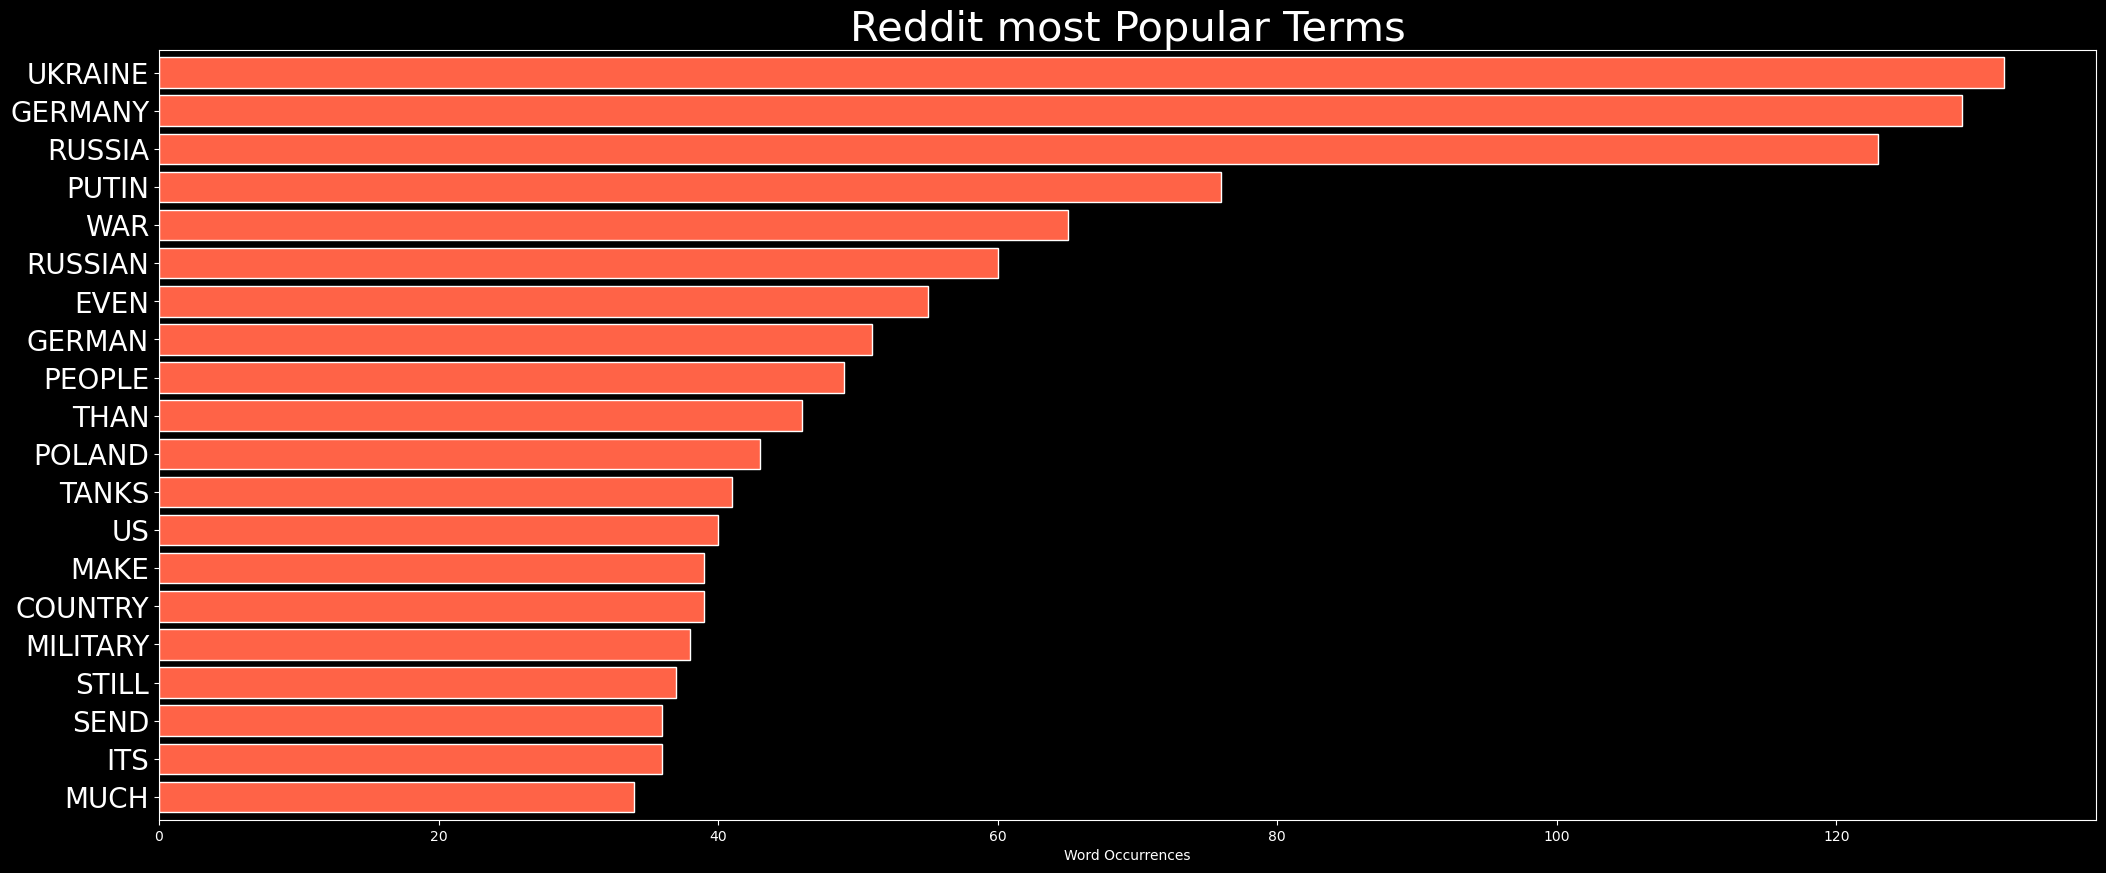 Reddit most Popular Terms
UKRAINE
GERMANY
RUSSIA
PUTIN
WAR
RUSSIAN
EVEN
GERMAN
PEOPLE
THAN
POLAND
TANKS
US
MAKE
COUNTRY
MILITARY
STILL
SEND
ITS
MUCH
0 20 40 60 80 100 120
Word Occurrences